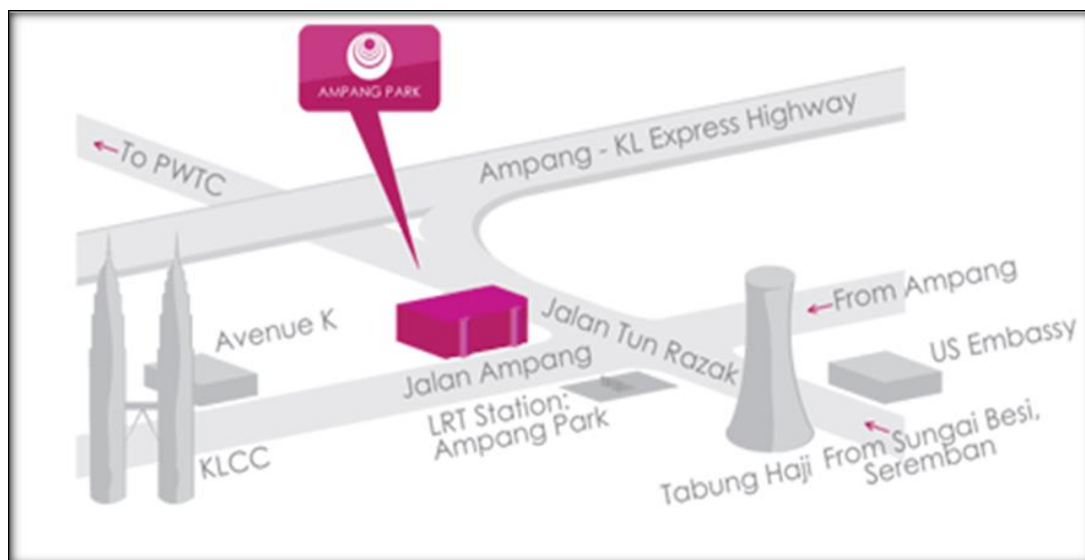 AMPANG PARK
Ampang - KL Express Highway
To PWTC
From Ampang
Avenue K
Jalan Tun Razak
US Embassy
Jalan Ampang
LRT Station:
Ampang Park
KLCC
Tabung Haji
From Sungai Besi,
Seremban